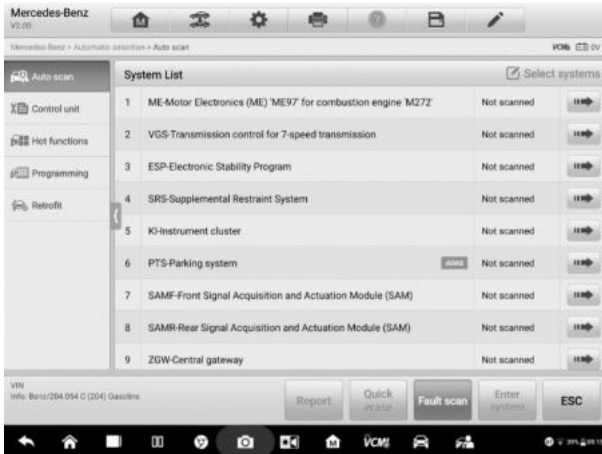 Mercedes-Benz
V2.00
Mercedes-Benz > Automatic selection > Auto scan
VCMI 0V
Auto scan
Control unit
Hot functions
Programming
Retrofit
System List
Select systems
1 ME-Motor Electronics (ME) 'ME97' for combustion engine 'M272' Not scanned
2 VGS-Transmission control for 7-speed transmission Not scanned
3 ESP-Electronic Stability Program Not scanned
4 SRS-Supplemental Restraint System Not scanned
5 KI-Instrument cluster Not scanned
6 PTS-Parking system ADAS Not scanned
7 SAMF-Front Signal Acquisition and Actuation Module (SAM) Not scanned
8 SAMR-Rear Signal Acquisition and Actuation Module (SAM) Not scanned
9 ZGW-Central gateway Not scanned
VIN
Info: Benz/204.054 C (204) Gasoline
Report
Quick erase
Fault scan
Enter system
ESC
VCMI